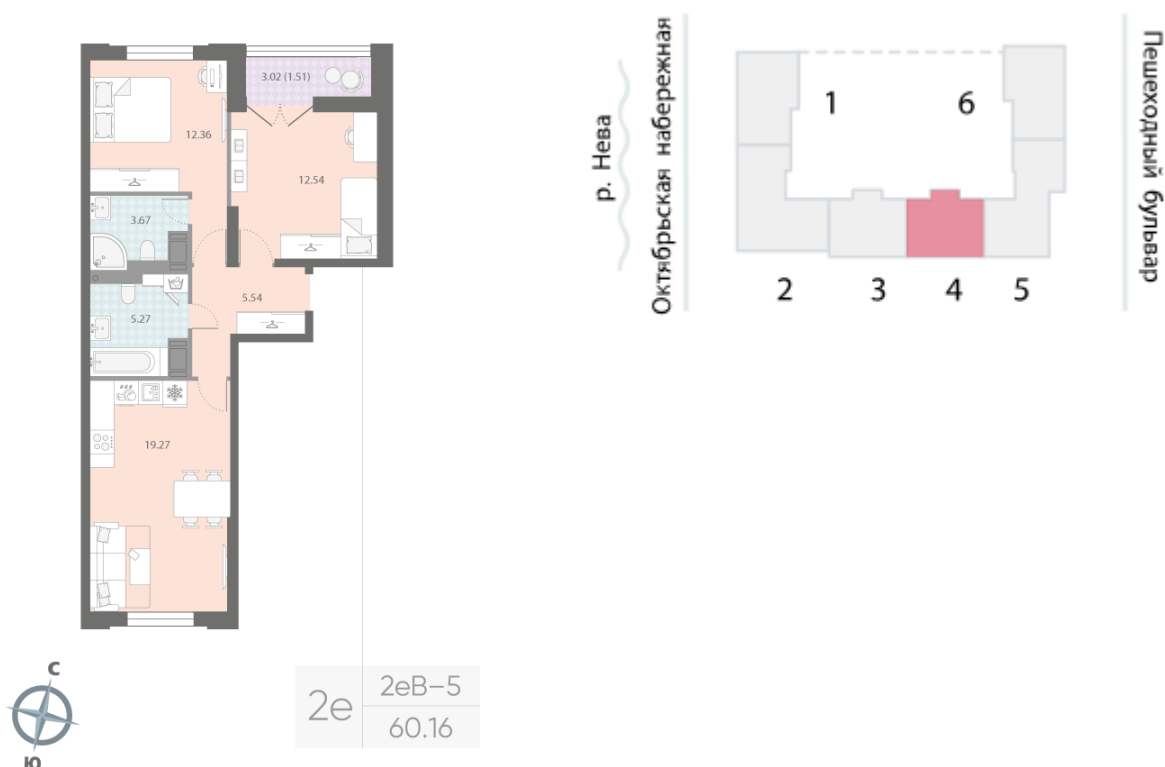 3.02 (1.51)
12.36
12.54
3.67
5.54
5.27
19.27
С
Ю
2е
2еВ–5
60.16
р. Нева
Октябрьская набережная
1
6
2
3
4
5
Пешеходный бульвар